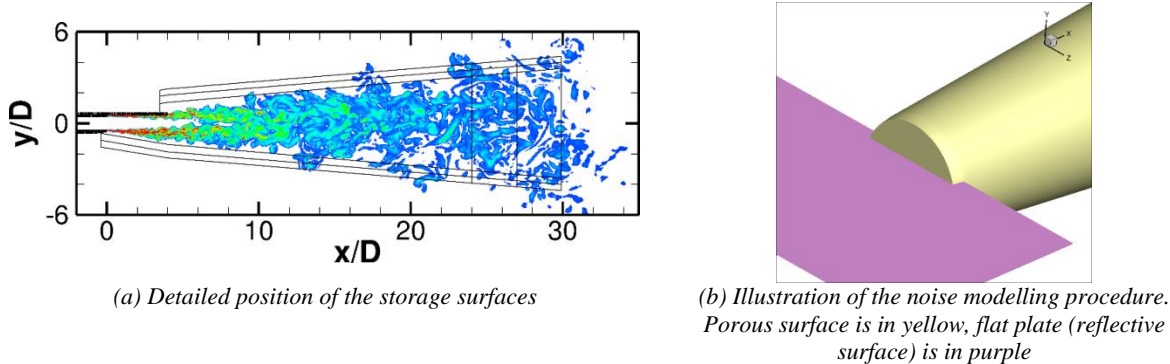 6
y/D
0
-6
0
10
20
30
x/D
Y
X
Z
(a) Detailed position of the storage surfaces
(b) Illustration of the noise modelling procedure.
Porous surface is in yellow, flat plate (reflective
surface) is in purple